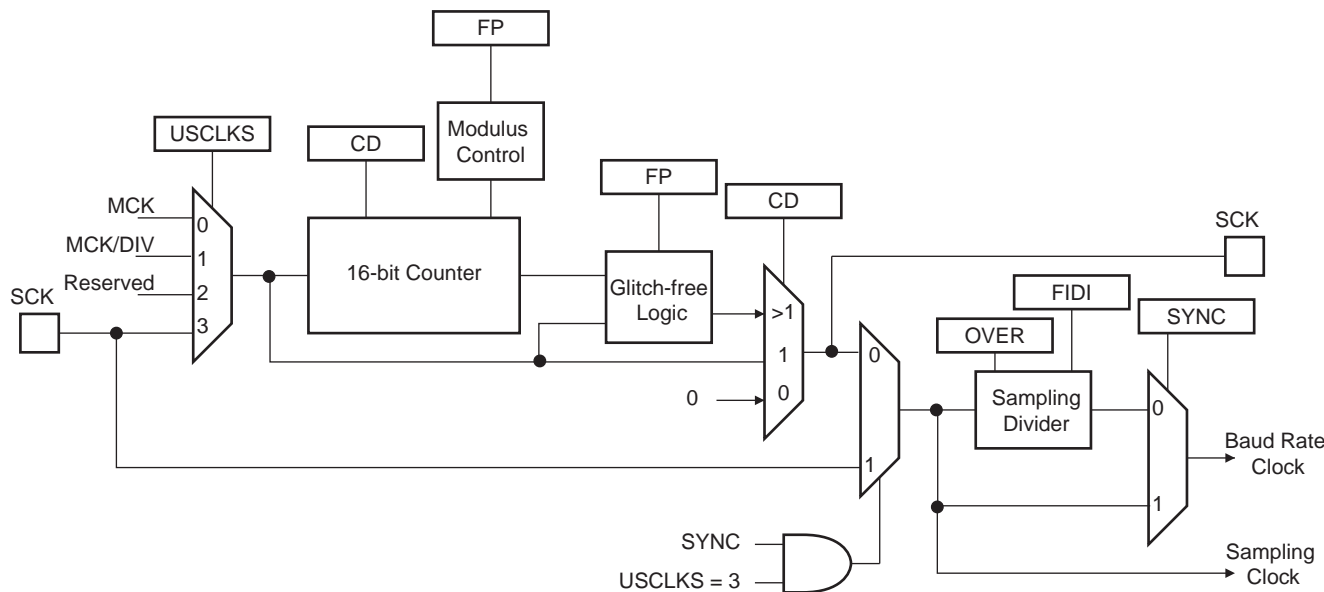 FP
USCLKS
CD
Modulus
Control
FP
CD
MCK
0
MCK/DIV
1
Reserved
2
SCK
3
16-bit Counter
Glitch-free
Logic
>1
1
0
0
SCK
FIDI
OVER
SYNC
0
1
Sampling
Divider
0
1
Baud Rate
Clock
SYNC
USCLKS = 3
Sampling
Clock